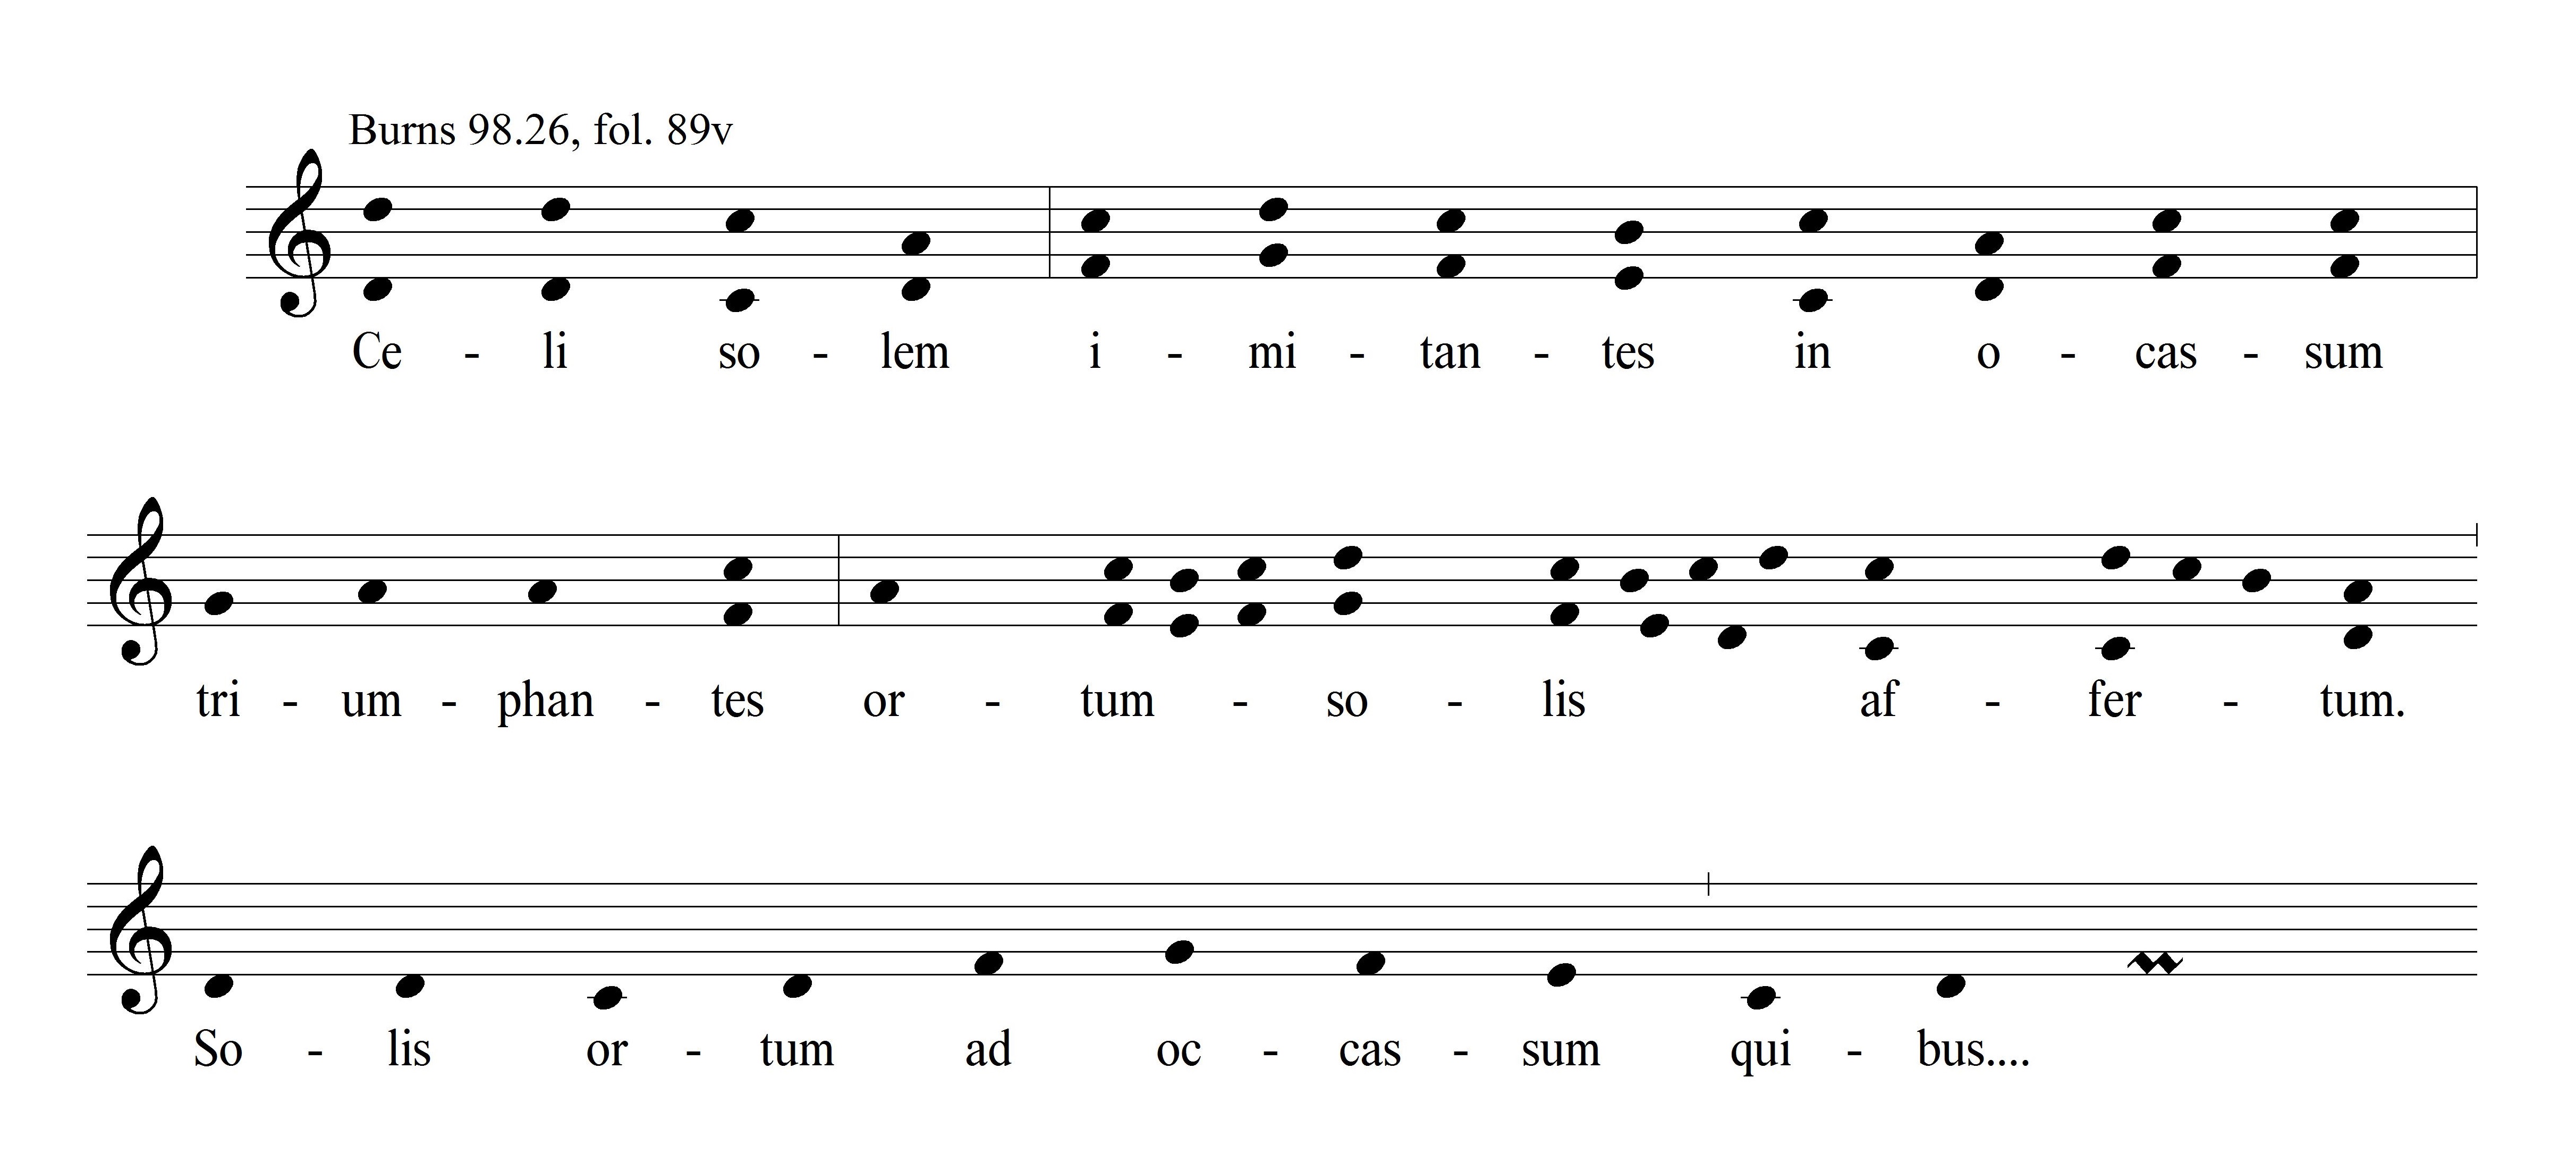 Burns 98.26, fol. 89v
Ce - li so - lem i - mi - tan - tes in o - cas - sum
tri - um - phan - tes or - tum - so - lis af - fer - tum.
So - lis or - tum ad oc - cas - sum qui - bus....